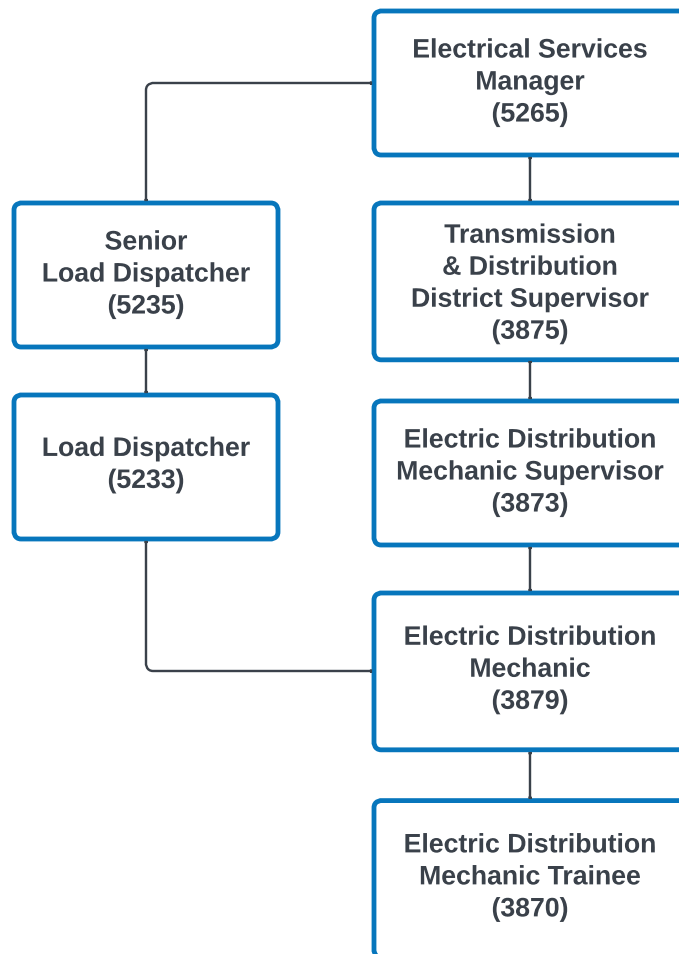 Electrical Services
Manager
(5265)
Senior
Load Dispatcher
(5235)
Transmission
& Distribution
District Supervisor
(3875)
Load Dispatcher
(5233)
Electric Distribution
Mechanic Supervisor
(3873)
Electric Distribution
Mechanic
(3879)
Electric Distribution
Mechanic Trainee
(3870)